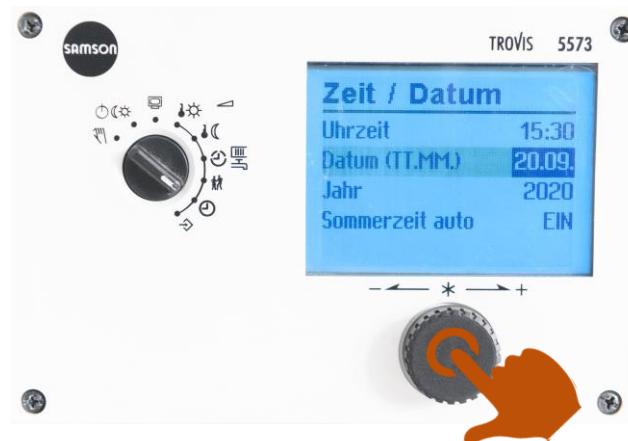 SAMSON
TROVIS 5573
Zeit / Datum
Uhrzeit 15:30
Datum (TT.MM.) 20.09.
Jahr 2020
Sommerzeit auto EIN
- * +